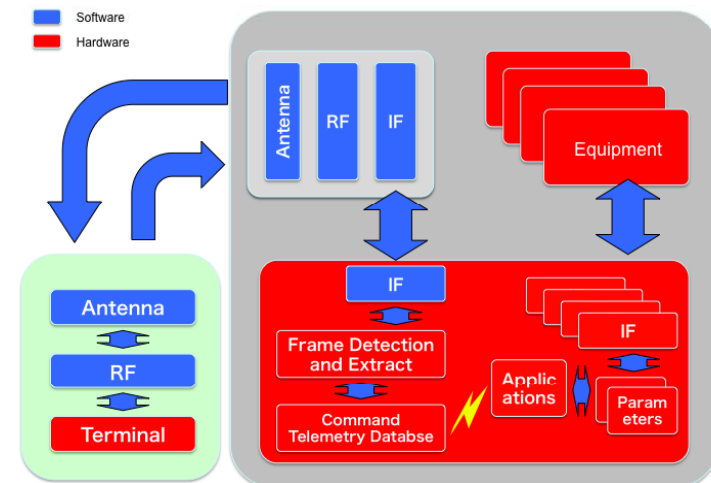 Software
Hardware
Antenna
RF
IF
Equipment
Antenna
RF
Terminal
IF
Frame Detection
and Extract
Command
Telemetry Databse
Applic
ations
IF
Param
eters